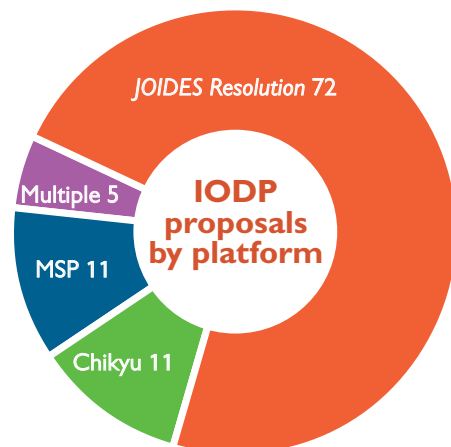 JOIDES Resolution 72
Multiple 5
IODP
proposals
by platform
MSP 11
Chikyu 11